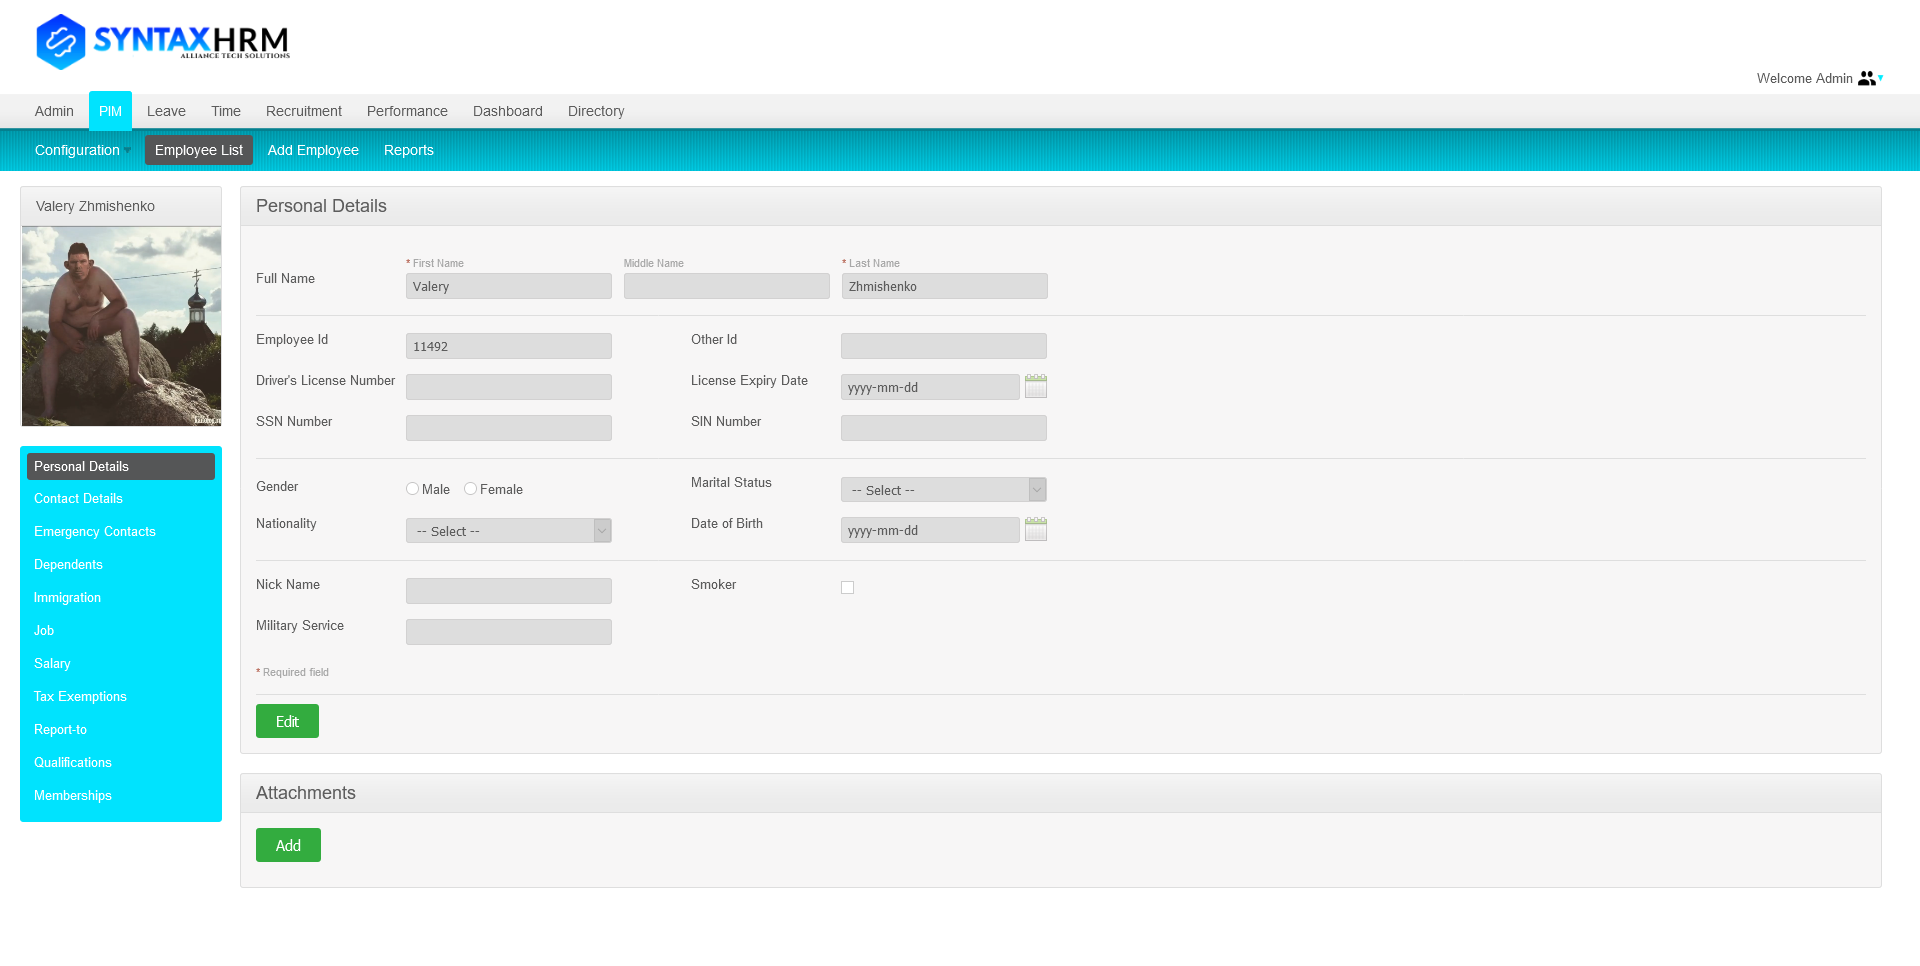 SYNTAXHRM
ALLIANCE TECH SOLUTIONS
Welcome Admin
Admin PIM Leave Time Recruitment Performance Dashboard Directory
Configuration Employee List Add Employee Reports
Valery Zhmishenko
Personal Details
Contact Details
Emergency Contacts
Dependents
Immigration
Job
Salary
Tax Exemptions
Report-to
Qualifications
Memberships
Personal Details
* First Name Middle Name * Last Name
Full Name Valery Zhmishenko
Employee Id 11492 Other Id
Driver's License Number License Expiry Date yyyy-mm-dd
SSN Number SIN Number
Gender Male Female Marital Status -- Select --
Nationality -- Select -- Date of Birth yyyy-mm-dd
Nick Name Smoker
Military Service
* Required field
Edit
Attachments
Add